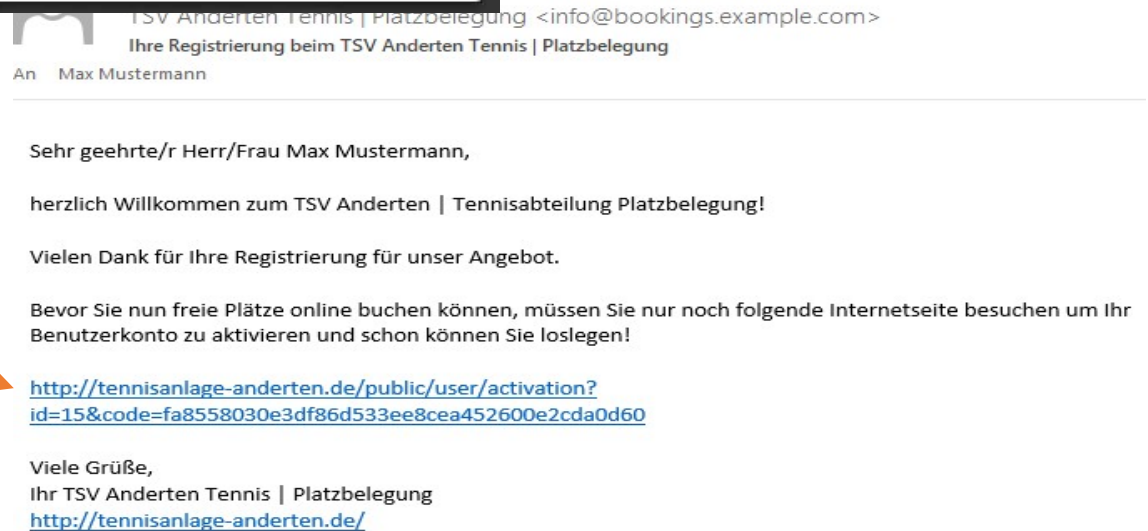 TSV Anderten Tennis | Platzbelegung <info@bookings.example.com>
Ihre Registrierung beim TSV Anderten Tennis | Platzbelegung
An Max Mustermann
Sehr geehrte/r Herr/Frau Max Mustermann,
herzlich Willkommen zum TSV Anderten | Tennisabteilung Platzbelegung!
Vielen Dank für Ihre Registrierung für unser Angebot.
Bevor Sie nun freie Plätze online buchen können, müssen Sie nur noch folgende Internetseite besuchen um Ihr
Benutzerkonto zu aktivieren und schon können Sie loslegen!
http://tennisanlage-anderten.de/public/user/activation?
id=15&code=fa8558030e3df86d533ee8cea452600e2cda0d60
Viele Grüße,
Ihr TSV Anderten Tennis | Platzbelegung
http://tennisanlage-anderten.de/